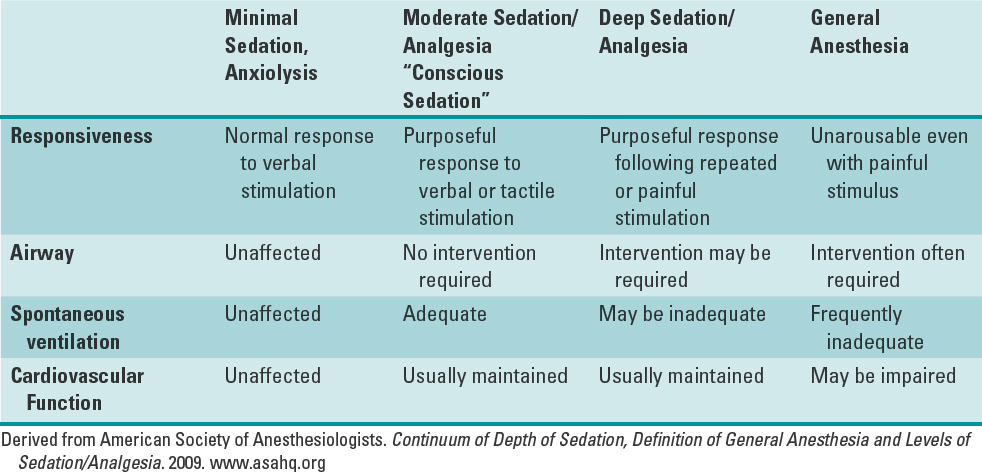 Minimal Sedation, Anxiolysis
Moderate Sedation/ Analgesia “Conscious Sedation”
Deep Sedation/ Analgesia
General Anesthesia
Responsiveness
Normal response to verbal stimulation
Purposeful response to verbal or tactile stimulation
Purposeful response following repeated or painful stimulation
Unarousable even with painful stimulus
Airway
Unaffected
No intervention required
Intervention may be required
Intervention often required
Spontaneous ventilation
Unaffected
Adequate
May be inadequate
Frequently inadequate
Cardiovascular Function
Unaffected
Usually maintained
Usually maintained
May be impaired
Derived from American Society of Anesthesiologists. Continuum of Depth of Sedation, Definition of General Anesthesia and Levels of
Sedation/Analgesia. 2009. www.asahq.org